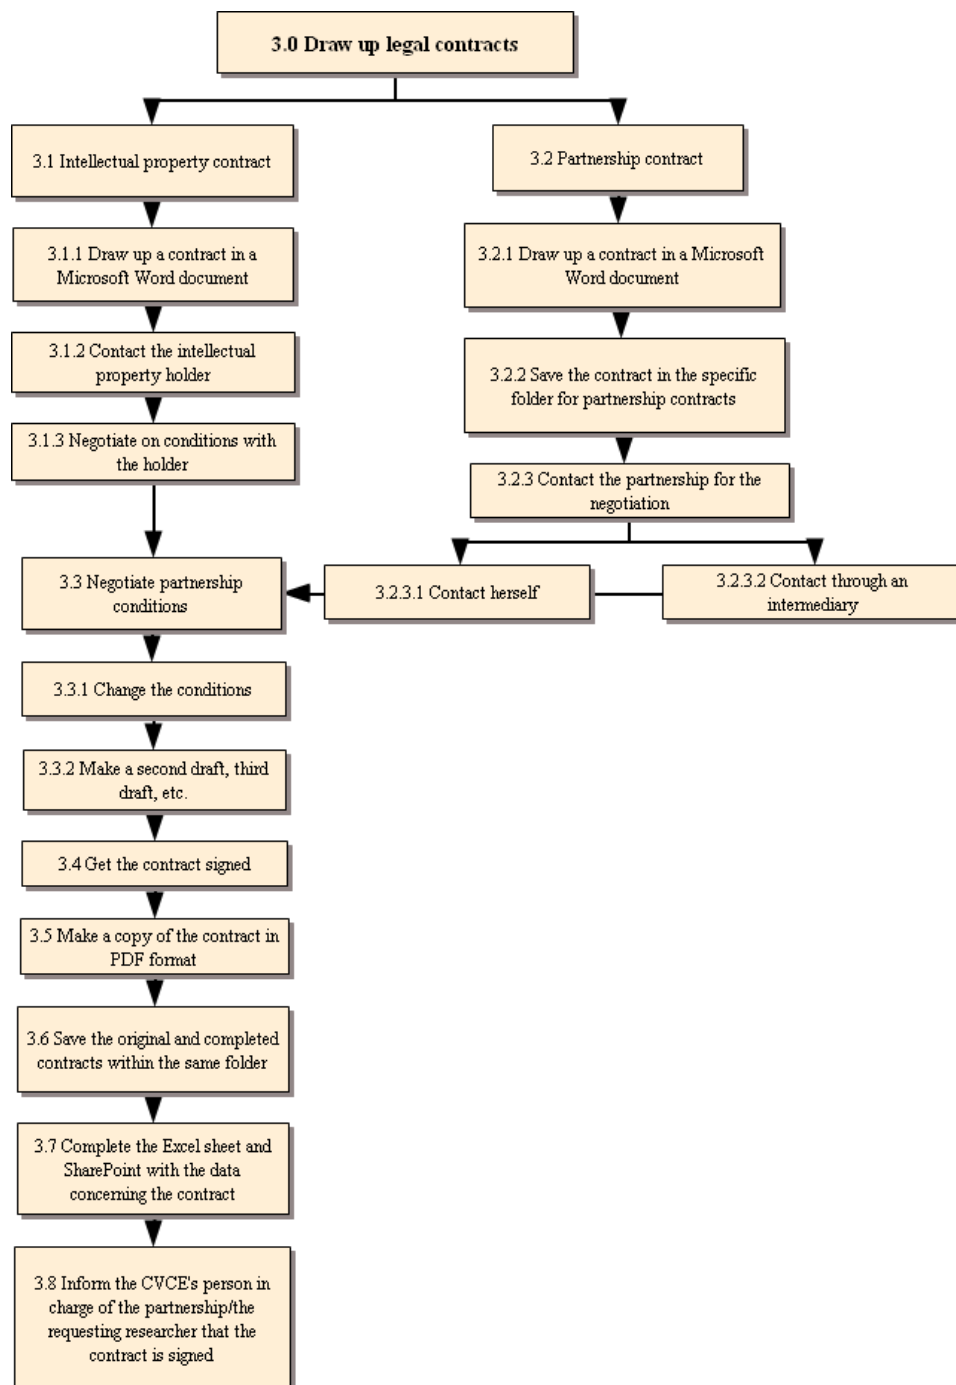 3.0 Draw up legal contracts
3.1 Intellectual property contract
3.2 Partnership contract
3.1.1 Draw up a contract in a
Microsoft Word document
3.2.1 Draw up a contract in a Microsoft
Word document
3.1.2 Contact the intellectual
property holder
3.2.2 Save the contract in the specific
folder for partnership contracts
3.1.3 Negotiate on conditions with
the holder
3.2.3 Contact the partnership for the
negotiation
3.3 Negotiate partnership
conditions
3.2.3.1 Contact herself
3.2.3.2 Contact through an
intermediary
3.3.1 Change the conditions
3.3.2 Make a second draft, third
draft, etc.
3.4 Get the contract signed
3.5 Make a copy of the contract in
PDF format
3.6 Save the original and completed
contracts within the same folder
3.7 Complete the Excel sheet and
SharePoint with the data
concerning the contract
3.8 Inform the CVCE's person in
charge of the partnership/the
requesting researcher that the
contract is signed